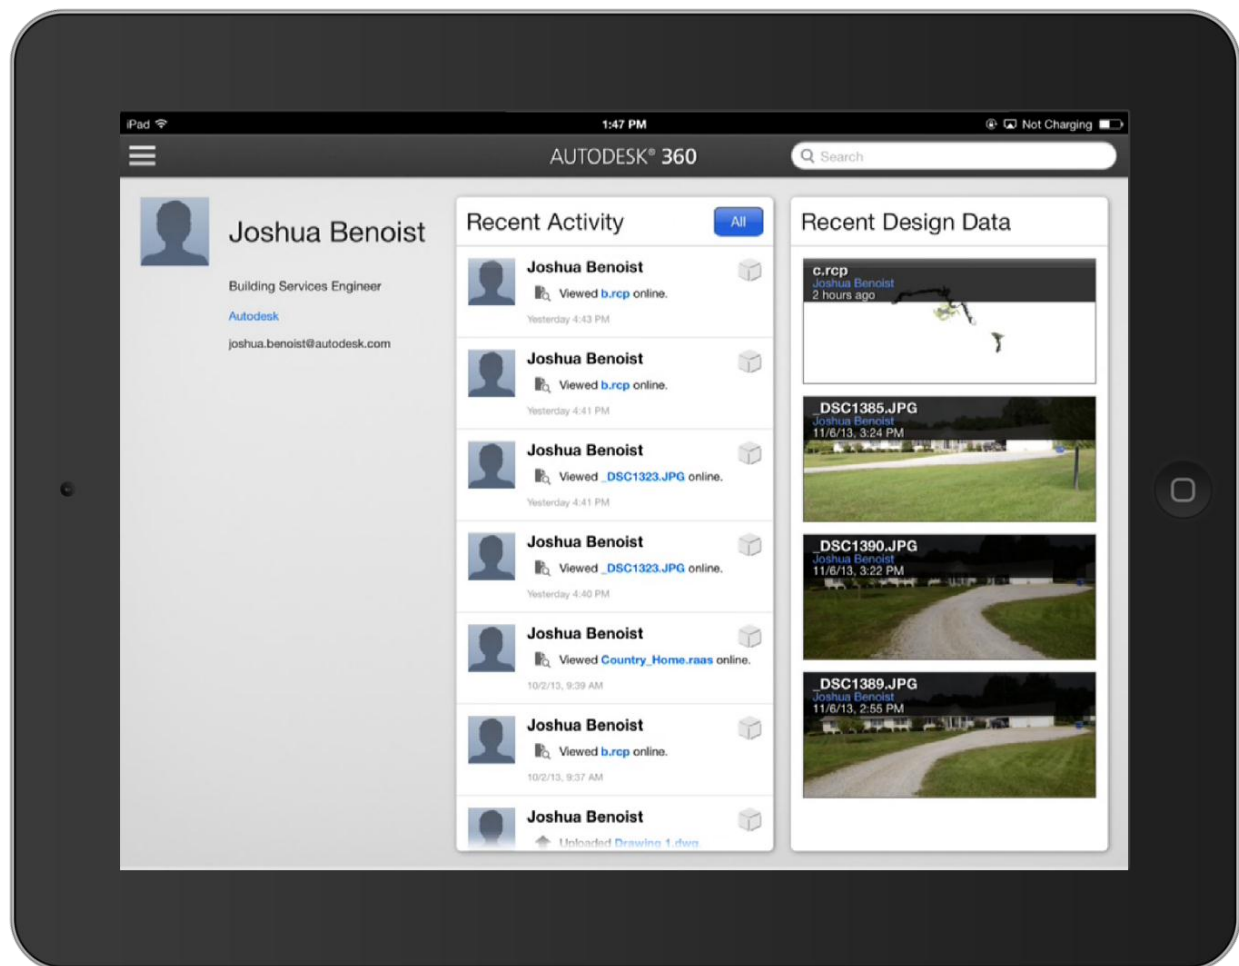 iPad
1:47 PM
Not Charging
AUTODESK® 360
Search
Joshua Benoist
Building Services Engineer
Autodesk
joshua.benoist@autodesk.com
Recent Activity
All
Joshua Benoist
Viewed b.rcp online.
Yesterday 4:43 PM
Joshua Benoist
Viewed b.rcp online.
Yesterday 4:41 PM
Joshua Benoist
Viewed _DSC1323.JPG online.
Yesterday 4:41 PM
Joshua Benoist
Viewed _DSC1323.JPG online.
Yesterday 4:40 PM
Joshua Benoist
Viewed Country_Home.raas online.
10/2/13, 9:39 AM
Joshua Benoist
Viewed b.rcp online.
10/2/13, 9:37 AM
Joshua Benoist
Uploaded Drawing 1.dwg.
Recent Design Data
c.rcp
Joshua Benoist
2 hours ago
_DSC1385.JPG
Joshua Benoist
11/6/13, 3:24 PM
_DSC1390.JPG
Joshua Benoist
11/6/13, 3:22 PM
_DSC1389.JPG
Joshua Benoist
11/6/13, 2:55 PM